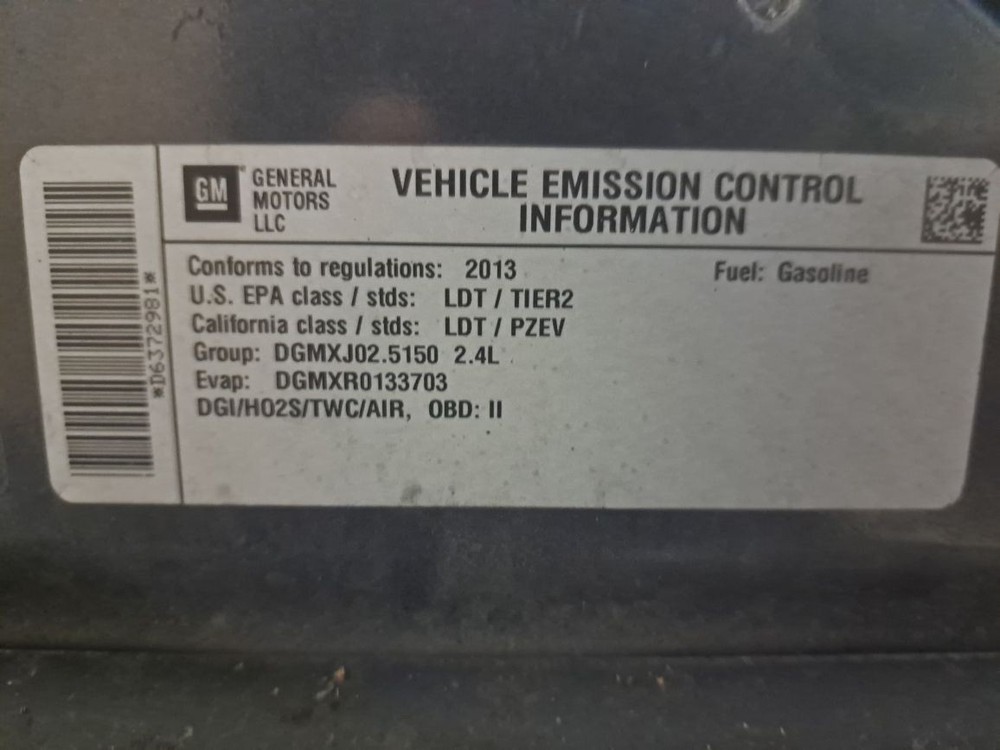 *D6372981*
GM
GENERAL
MOTORS
LLC
VEHICLE EMISSION CONTROL
INFORMATION
Conforms to regulations: 2013 Fuel: Gasoline
U.S. EPA class / stds: LDT / TIER2
California class / stds: LDT / PZEV
Group: DGMXJ02.5150 2.4L
Evap: DGMXR0133703
DGI/HO2S/TWC/AIR, OBD: II